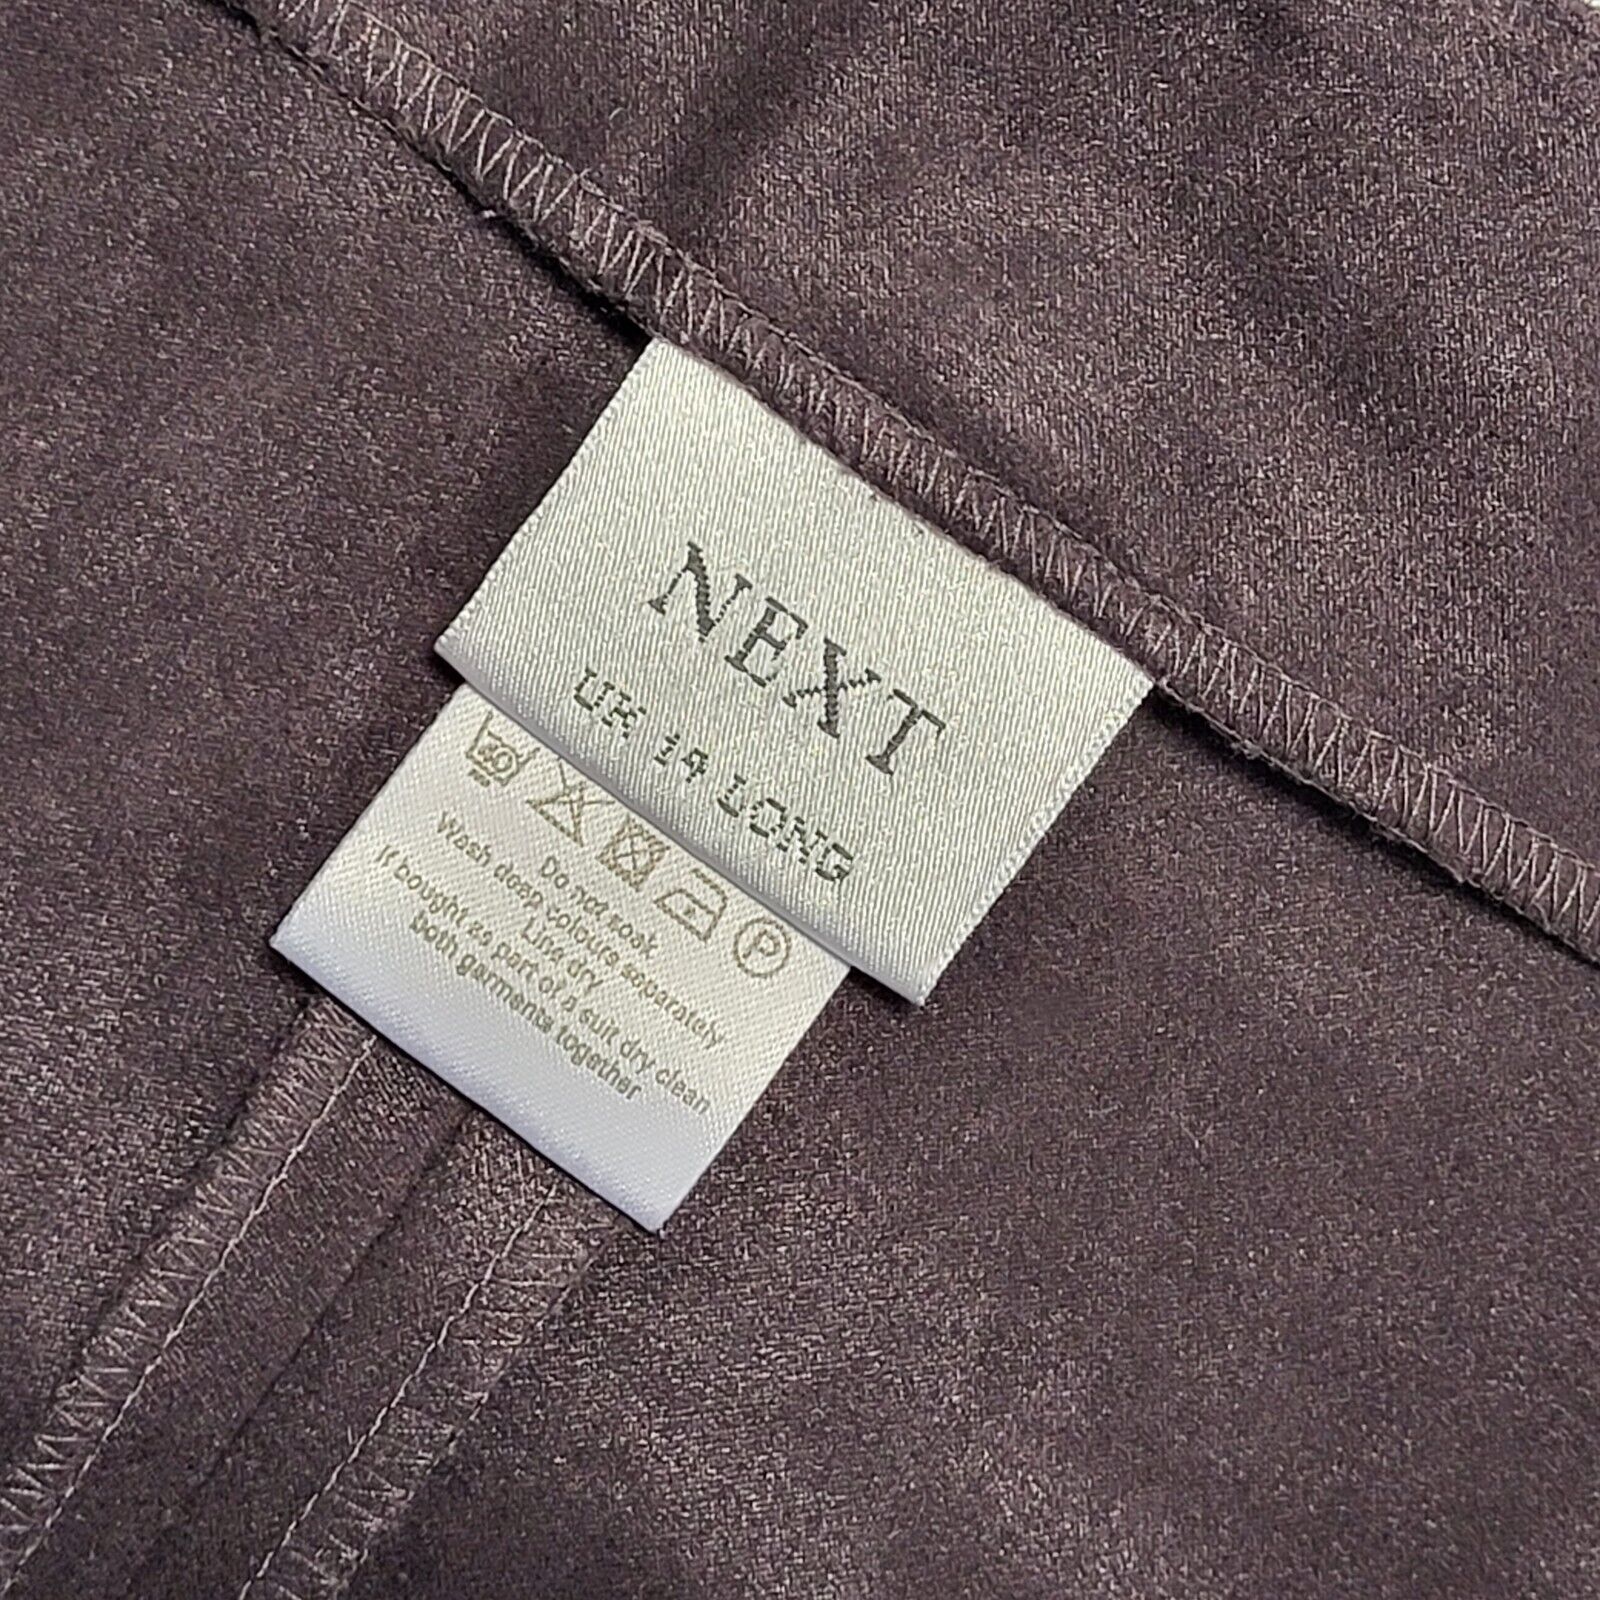 NEXT
UK 14 LONG
30
P
Do not soak
Wash deep colours separately
Line dry
If bought as part of a suit dry clean
both garments together